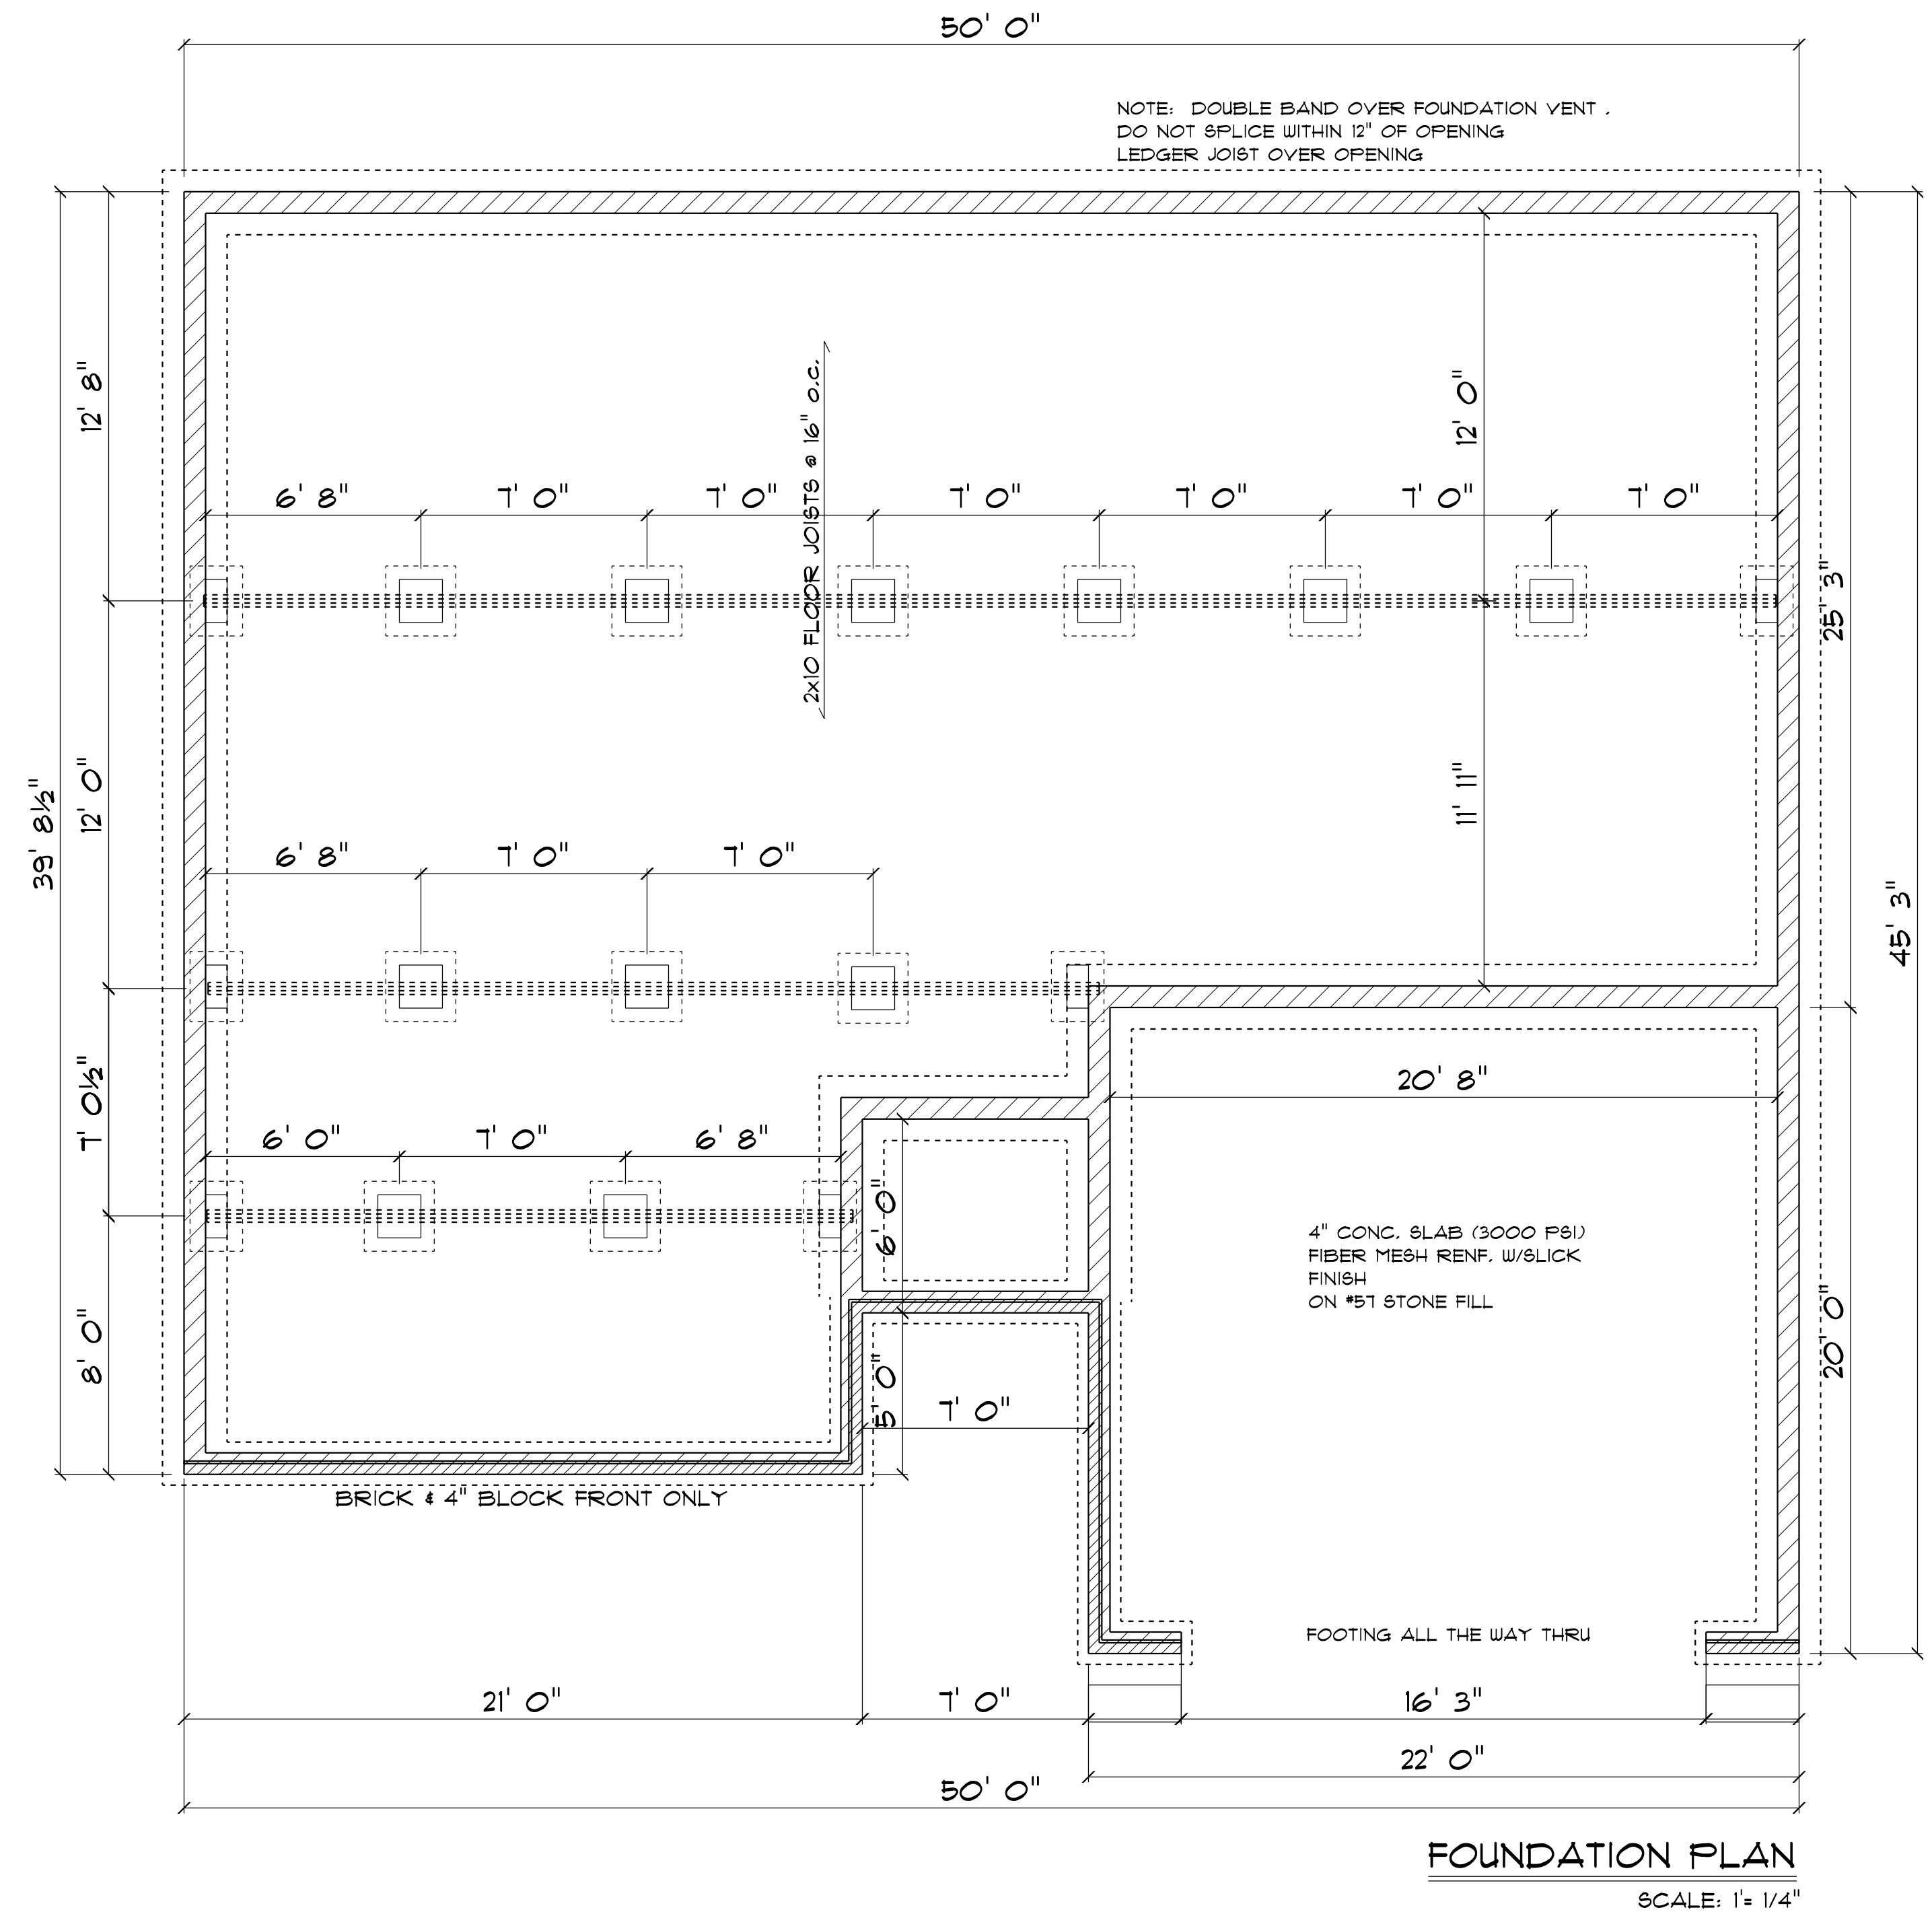 50' 0"
NOTE: DOUBLE BAND OVER FOUNDATION VENT .
DO NOT SPLICE WITHIN 12" OF OPENING
LEDGER JOIST OVER OPENING
12' 8"
12' 0"
2x10 FLOOR JOISTS @ 16" O.C.
6' 8"
7' 0"
7' 0"
7' 0"
7' 0"
7' 0"
7' 0"
25' 3"
39' 8½"
12' 0"
11' 11"
45' 3"
6' 8"
7' 0"
7' 0"
7' 0½"
20' 8"
6' 0"
7' 0"
6' 8"
6' 0"
4" CONC. SLAB (3000 PSI)
FIBER MESH RENF. W/SLICK
FINISH
ON #57 STONE FILL
8' 0"
5' 0"
7' 0"
20' 0"
BRICK & 4" BLOCK FRONT ONLY
FOOTING ALL THE WAY THRU
21' 0"
7' 0"
16' 3"
22' 0"
50' 0"
FOUNDATION PLAN
SCALE: 1'= 1/4"